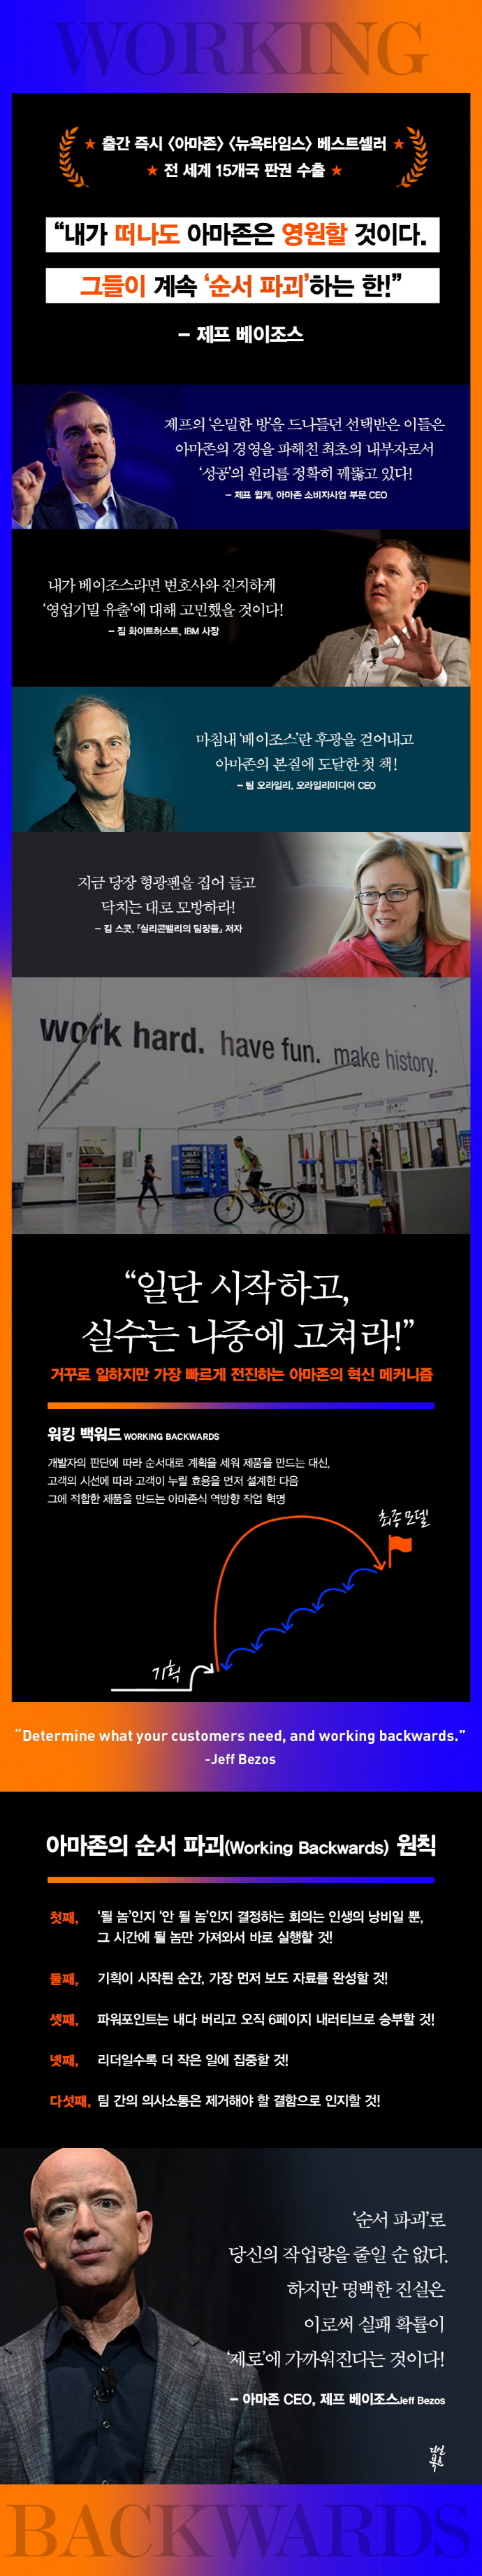 WORKING
★ 출간 즉시 〈아마존〉 〈뉴욕타임스〉 베스트셀러 ★
★ 전 세계 15개국 판권 수출 ★
“내가 떠나도 아마존은 영원할 것이다.
그들이 계속 ‘순서 파괴’하는 한!”
– 제프 베이조스
제프의 ‘은밀한 방’을 드나들던 선택받은 이들은
아마존의 경영을 파헤친 최초의 내부자로서
‘성공’의 원리를 정확히 꿰뚫고 있다!
– 제프 윌케, 아마존 소비자사업 부문 CEO
내가 베이조스라면 변호사와 진지하게
‘영업기밀 유출’에 대해 고민했을 것이다!
– 짐 화이트허스트, IBM 사장
마침내 ‘베이조스’란 후광을 걷어내고
아마존의 본질에 도달한 첫 책!
– 팀 오라일리, 오라일리미디어 CEO
지금 당장 형광펜을 집어 들고
닥치는 대로 모방하라!
– 킴 스콧, 『실리콘밸리의 팀장들』 저자
work hard. have fun. make history.
“일단 시작하고,
실수는 나중에 고쳐라!”
거꾸로 일하지만 가장 빠르게 전진하는 아마존의 혁신 메커니즘
워킹 백워드 WORKING BACKWARDS
개발자의 판단에 따라 순서대로 계획을 세워 제품을 만드는 대신,
고객의 시선에 따라 고객이 누릴 효용을 먼저 설계한 다음
그에 적합한 제품을 만드는 아마존식 역방향 작업 혁명
최종 모델
기획
“Determine what your customers need, and working backwards.”
-Jeff Bezos
아마존의 순서 파괴(Working Backwards) 원칙
첫째, ‘될 놈’인지 ‘안 될 놈’인지 결정하는 회의는 인생의 낭비일 뿐,
그 시간에 될 놈만 가져와서 바로 실행할 것!
둘째, 기획이 시작된 순간, 가장 먼저 보도 자료를 완성할 것!
셋째, 파워포인트는 내다 버리고 오직 6페이지 내러티브로 승부할 것!
넷째, 리더일수록 더 작은 일에 집중할 것!
다섯째, 팀 간의 의사소통은 제거해야 할 결함으로 인지할 것!
‘순서 파괴’로
당신의 작업량을 줄일 순 없다.
하지만 명백한 진실은
이로써 실패 확률이
‘제로’에 가까워진다는 것이다!
– 아마존 CEO, 제프 베이조스Jeff Bezos
다산
북스
BACKWARDS